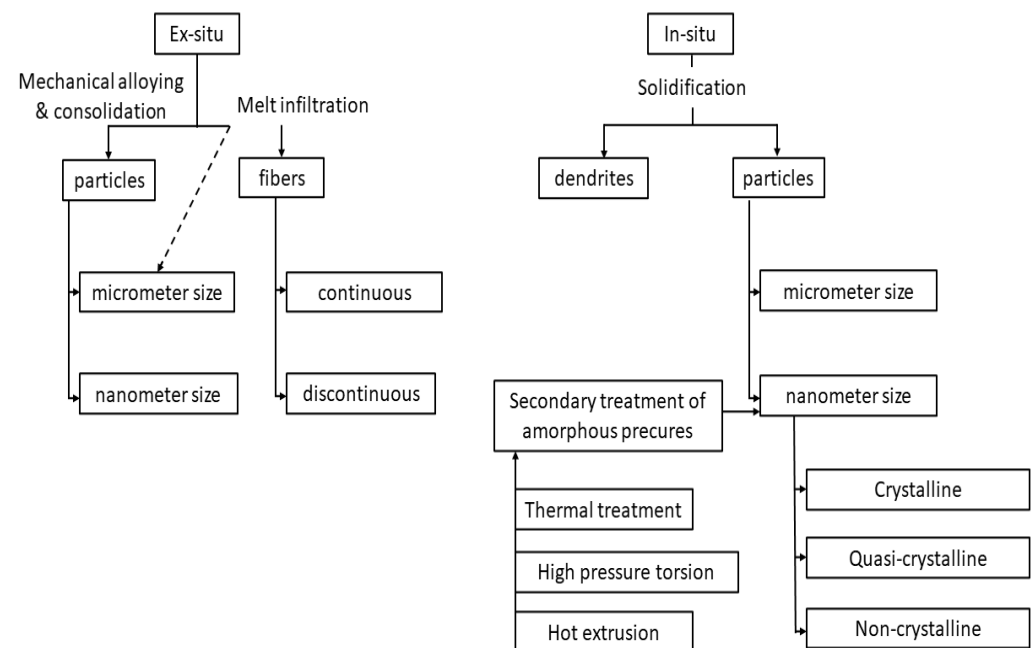 Ex-situ
Mechanical alloying
& consolidation
Melt infiltration
particles
fibers
micrometer size
continuous
nanometer size
discontinuous
In-situ
Solidification
dendrites
particles
micrometer size
nanometer size
Secondary treatment of
amorphous precures
Thermal treatment
High pressure torsion
Hot extrusion
Crystalline
Quasi-crystalline
Non-crystalline